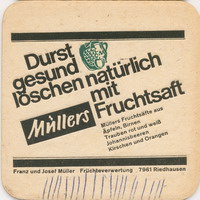 Durst
gesund
löschen natürlich
mit
Fruchtsaft
Müllers
Müllers Fruchtsäfte aus
Äpfeln, Birnen
Trauben rot und weiß
Johannisbeeren
Kirschen und Orangen
Franz und Josef Müller Früchteverwertung 7961 Riedhausen